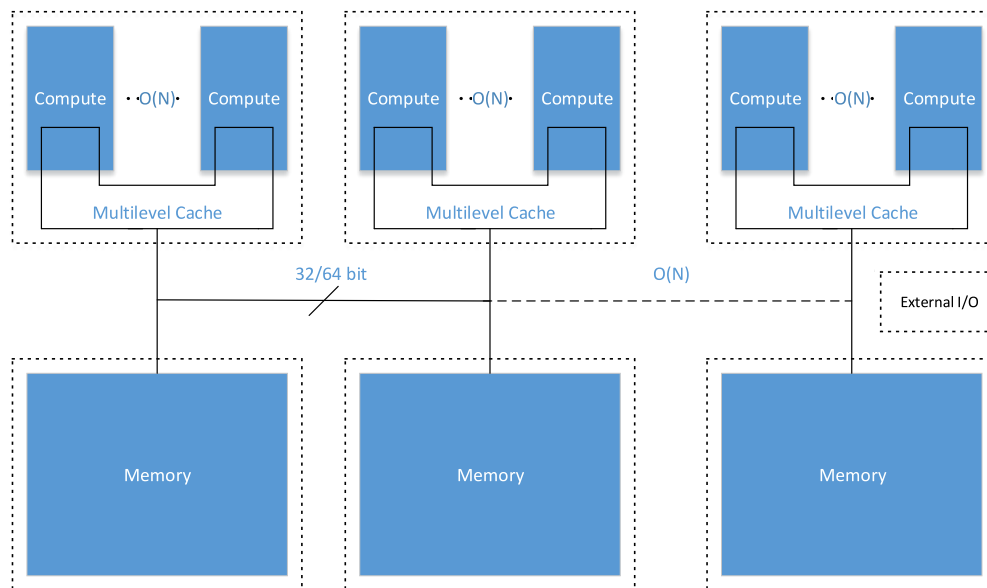 Compute ··O(N)· Compute
Compute ··O(N)· Compute
Compute ··O(N)· Compute
Multilevel Cache
Multilevel Cache
Multilevel Cache
32/64 bit
O(N)
External I/O
Memory
Memory
Memory